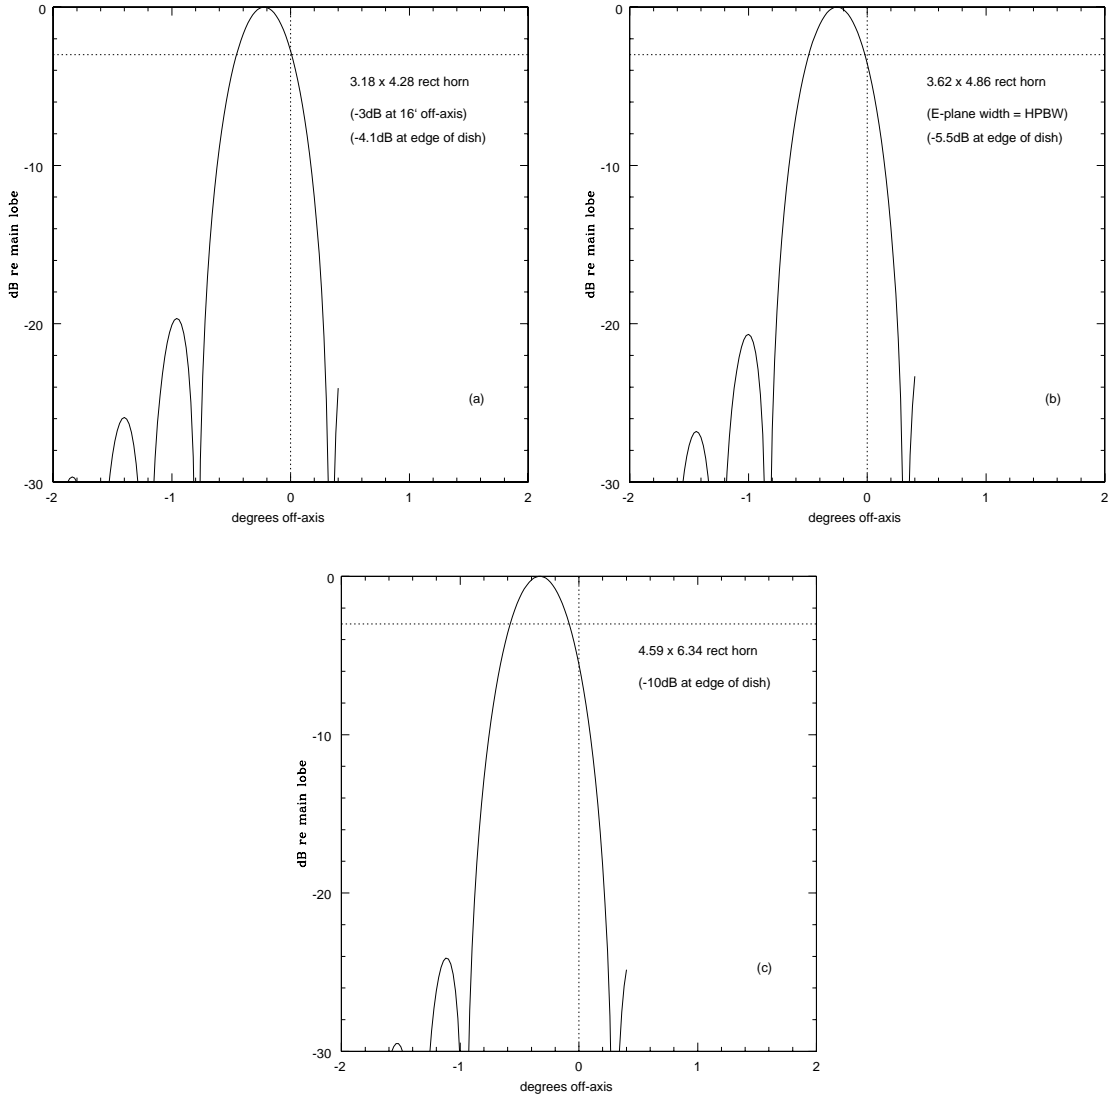 0
-10
-20
-30
dB re main lobe
3.18 x 4.28 rect horn
(-3dB at 16' off-axis)
(-4.1dB at edge of dish)
(a)
-2
-1
0
1
2
degrees off-axis
0
-10
-20
-30
dB re main lobe
3.62 x 4.86 rect horn
(E-plane width = HPBW)
(-5.5dB at edge of dish)
(b)
-2
-1
0
1
2
degrees off-axis
0
-10
-20
-30
dB re main lobe
4.59 x 6.34 rect horn
(-10dB at edge of dish)
(c)
-2
-1
0
1
2
degrees off-axis